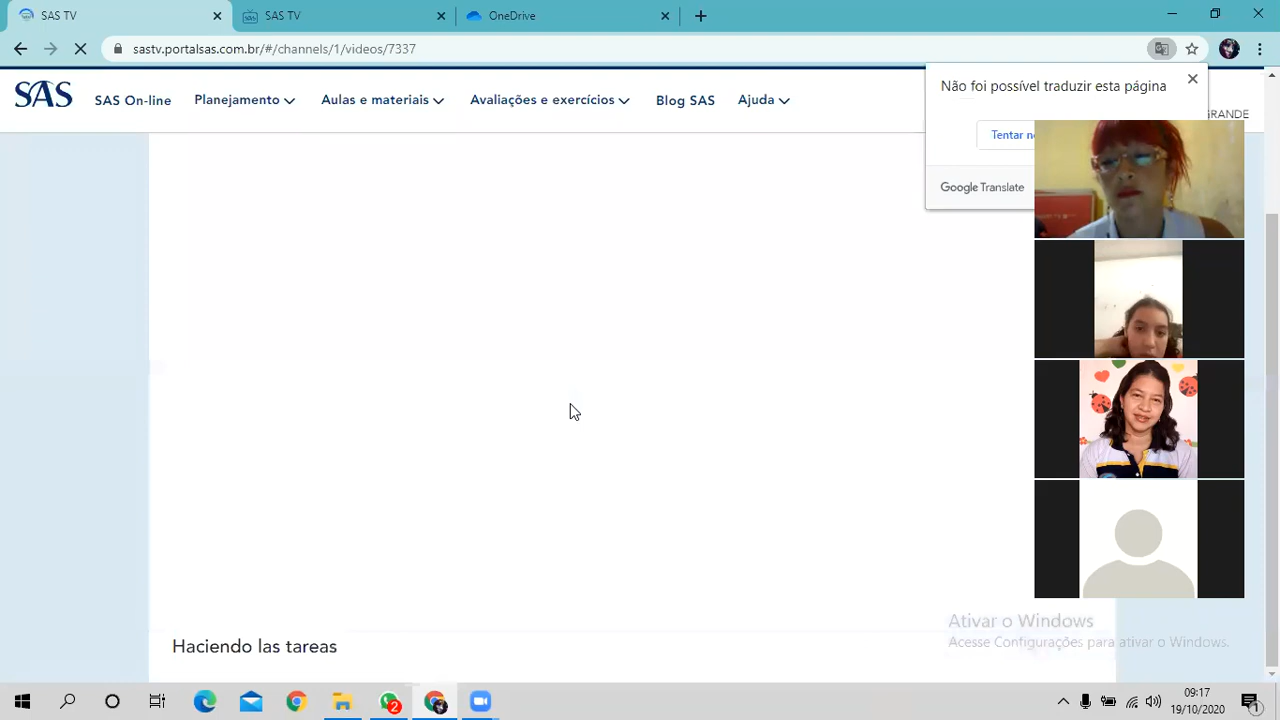 SAS TV
SAS TV
OneDrive
sastv.portalsas.com.br/#/channels/1/videos/7337
SAS
SAS On-line
Planejamento
Aulas e materiais
Avaliações e exercícios
Blog SAS
Ajuda
Não foi possível traduzir esta página
GRANDE
Tentar
Google Translate
Haciendo las tareas
Ativar o Windows
Acesse Configurações para ativar o Windows.
2
09:17
19/10/2020
1